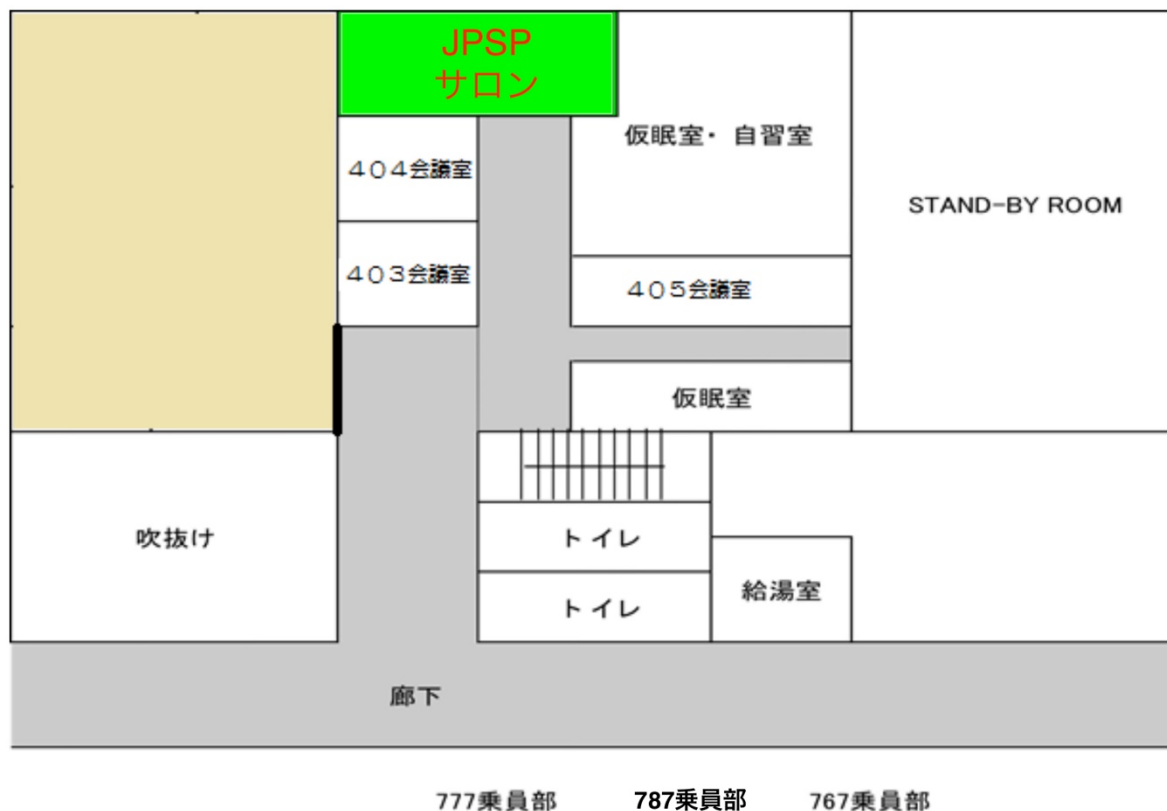 JPSP
サロン
仮眠室・自習室
404会議室
STAND-BY ROOM
403会議室
405会議室
仮眠室
吹抜け
トイレ
給湯室
トイレ
廊下
777乗員部
787乗員部
767乗員部